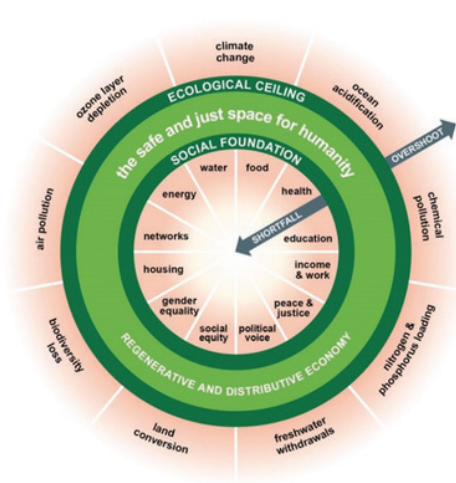 climate
change
ocean
acidification
chemical
pollution
nitrogen &
phosphorus loading
freshwater
withdrawals
land
conversion
biodiversity
loss
air pollution
ozone layer
depletion
ECOLOGICAL CEILING
the safe and just space for humanity
SOCIAL FOUNDATION
OVERSHOOT
SHORTFALL
water
food
health
education
income
& work
peace &
justice
political
voice
social
equity
gender
equality
housing
networks
energy
REGENERATIVE AND DISTRIBUTIVE ECONOMY